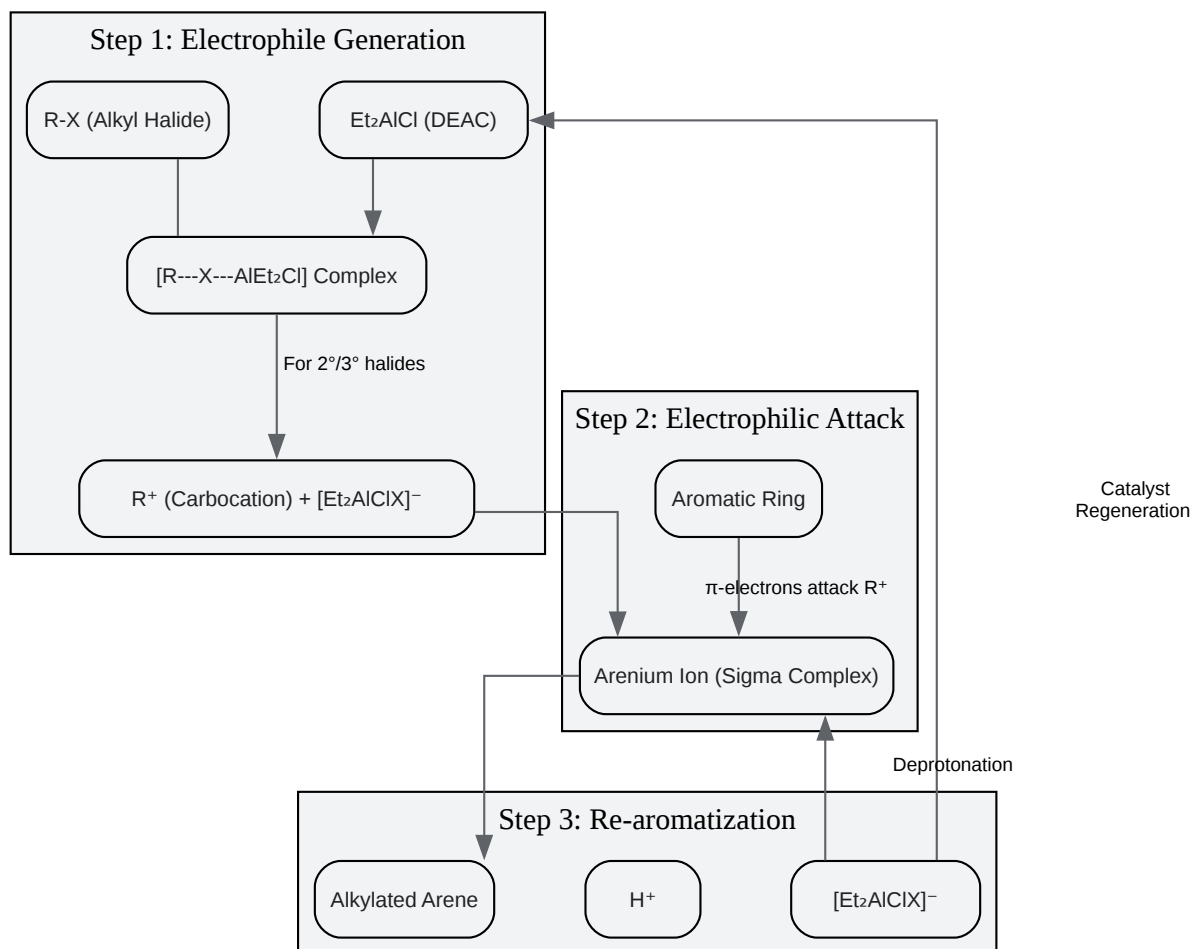 Step 1: Electrophile Generation
R-X (Alkyl Halide)
Et₂AlCl (DEAC)
[R---X---AlEt₂Cl] Complex
For 2°/3° halides
R⁺ (Carbocation) + [Et₂AlClX]⁻
Step 2: Electrophilic Attack
Aromatic Ring
π-electrons attack R⁺
Arenium Ion (Sigma Complex)
Catalyst
Regeneration
Deprotonation
Step 3: Re-aromatization
Alkylated Arene
H⁺
[Et₂AlClX]⁻